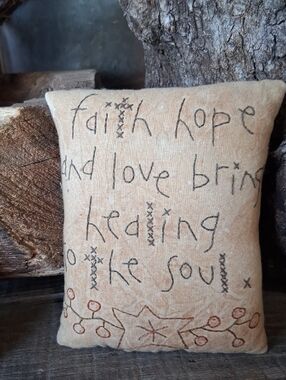 faith hope
and love bring
healing
to the soul